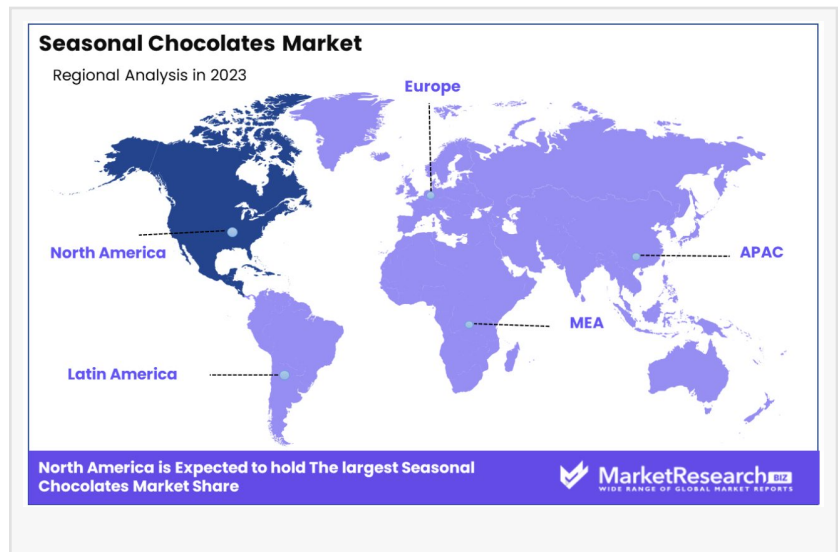 Seasonal Chocolates Market
Regional Analysis in 2023
Europe
North America
APAC
MEA
Latin America
North America is Expected to hold The largest Seasonal
Chocolates Market Share
MarketResearch BIZ
WIDE RANGE OF GLOBAL MARKET REPORTS